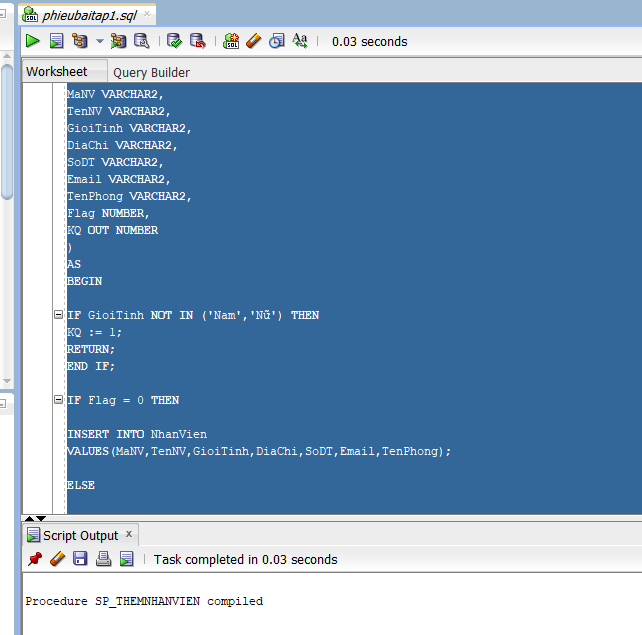 phieubaitap1.sql
0.03 seconds
Worksheet Query Builder
MaNV VARCHAR2,
TenNV VARCHAR2,
GioiTinh VARCHAR2,
DiaChi VARCHAR2,
SoDT VARCHAR2,
Email VARCHAR2,
TenPhong VARCHAR2,
Flag NUMBER,
KQ OUT NUMBER
)
AS
BEGIN
IF GioiTinh NOT IN ('Nam','Nữ') THEN
KQ := 1;
RETURN;
END IF;
IF Flag = 0 THEN
INSERT INTO NhanVien
VALUES(MaNV,TenNV,GioiTinh,DiaChi,SoDT,Email,TenPhong);
ELSE
Script Output
Task completed in 0.03 seconds
Procedure SP_THEMNHANVIEN compiled